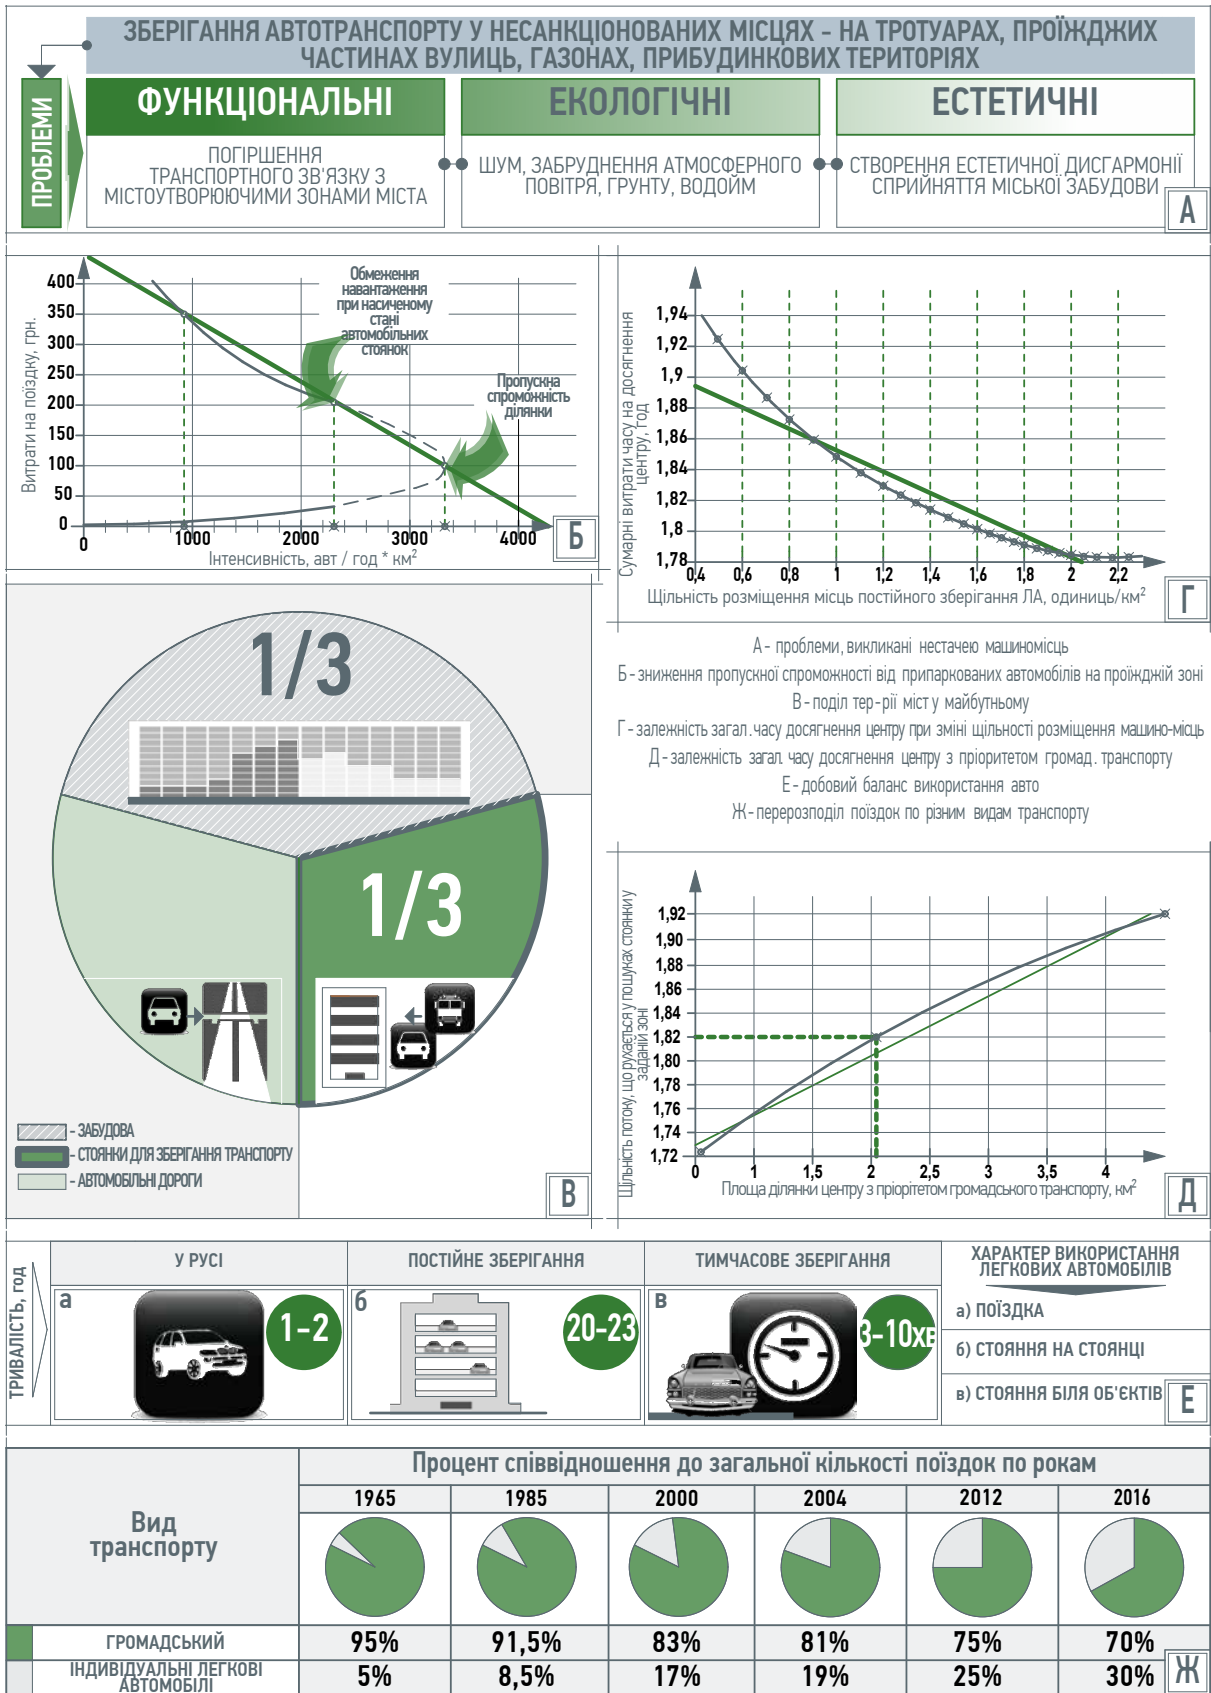 ЗБЕРІГАННЯ АВТОТРАНСПОРТУ У НЕСАНКЦІОНОВАНИХ МІСЦЯХ - НА ТРОТУАРАХ, ПРОЇЖДЖИХ
ЧАСТИНАХ ВУЛИЦЬ, ГАЗОНАХ, ПРИБУДИНКОВИХ ТЕРИТОРІЯХ
ПРОБЛЕМИ
ФУНКЦІОНАЛЬНІ
ЕКОЛОГІЧНІ
ЕСТЕТИЧНІ
ПОГІРШЕННЯ
ТРАНСПОРТНОГО ЗВ'ЯЗКУ З
МІСТОУТВОРЮЮЧИМИ ЗОНАМИ МІСТА
ШУМ, ЗАБРУДНЕННЯ АТМОСФЕРНОГО
ПОВІТРЯ, ГРУНТУ, ВОДОЙМ
СТВОРЕННЯ ЕСТЕТИЧНОЇ ДИСГАРМОНІЇ
СПРИЙНЯТТЯ МІСЬКОЇ ЗАБУДОВИ
А
Витрати на поїздку, грн.
400
350
300
250
200
150
100
50
0
0 1000 2000 3000 4000
Інтенсивність, авт / год * км²
Обмеження
навантаження
при насиченому
стані
автомобільних
стоянок
Пропускна
спроможність
ділянки
Б
Сумарні витрати часу на досягнення
центру, год
1,94
1,92
1,9
1,88
1,86
1,84
1,82
1,8
1,78
0,4 0,6 0,8 1 1,2 1,4 1,6 1,8 2 2,2
Щільність розміщення місць постійного зберігання ЛА, одиниць/км²
Г
1/3
1/3
- ЗАБУДОВА
- СТОЯНКИ ДЛЯ ЗБЕРІГАННЯ ТРАНСПОРТУ
- АВТОМОБІЛЬНІ ДОРОГИ
В
А - проблеми, викликані нестачею машиномісць
Б - зниження пропускної спроможності від припаркованих автомобілів на проїжджій зоні
В - поділ тер-рії міст у майбутньому
Г - залежність загал. часу досягнення центру при зміні щільності розміщення машино-місць
Д - залежність загал. часу досягнення центру з пріоритетом громад. транспорту
Е - добовий баланс використання авто
Ж - перерозподіл поїздок по різним видам транспорту
Щільність потоку, що рухається у пошуках стоянки у
заданій зоні
1,92
1,90
1,88
1,86
1,84
1,82
1,80
1,78
1,76
1,74
1,72
0 1 1,5 2 2,5 3 3,5 4
Площа ділянки центру з пріорітетом громадського транспорту, км²
Д
ТРИВАЛІСТЬ, год
У РУСІ
ПОСТІЙНЕ ЗБЕРІГАННЯ
ТИМЧАСОВЕ ЗБЕРІГАННЯ
ХАРАКТЕР ВИКОРИСТАННЯ
ЛЕГКОВИХ АВТОМОБІЛІВ
а
1-2
б
20-23
в
3-10хв
а) ПОЇЗДКА
б) СТОЯННЯ НА СТОЯНЦІ
в) СТОЯННЯ БІЛЯ ОБ'ЄКТІВ
Е
Вид
транспорту
Процент співвідношення до загальної кількості поїздок по рокам
1965 1985 2000 2004 2012 2016
ГРОМАДСЬКИЙ 95% 91,5% 83% 81% 75% 70%
ІНДИВІДУАЛЬНІ ЛЕГКОВІ
АВТОМОБІЛІ
5% 8,5% 17% 19% 25% 30%
Ж